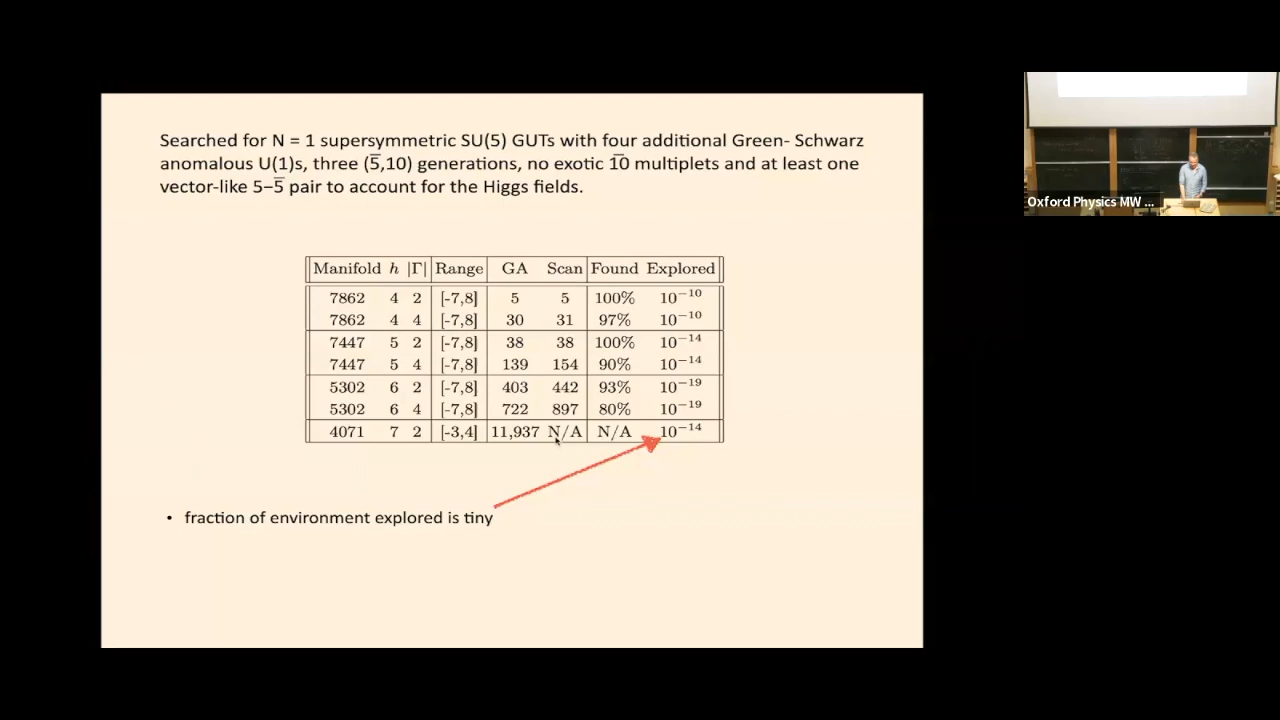 Searched for N = 1 supersymmetric SU(5) GUTs with four additional Green- Schwarz
anomalous U(1)s, three (5̅,10) generations, no exotic 1̅0̅ multiplets and at least one
vector-like 5–5̅ pair to account for the Higgs fields.
Manifold h |Γ| Range GA Scan Found Explored
7862 4 2 [-7,8] 5 5 100% 10⁻¹⁰
7862 4 4 [-7,8] 30 31 97% 10⁻¹⁰
7447 5 2 [-7,8] 38 38 100% 10⁻¹⁴
7447 5 4 [-7,8] 139 154 90% 10⁻¹⁴
5302 6 2 [-7,8] 403 442 93% 10⁻¹⁹
5302 6 4 [-7,8] 722 897 80% 10⁻¹⁹
4071 7 2 [-3,4] 11,937 N/A N/A 10⁻¹⁴
• fraction of environment explored is tiny
Oxford Physics MW ...